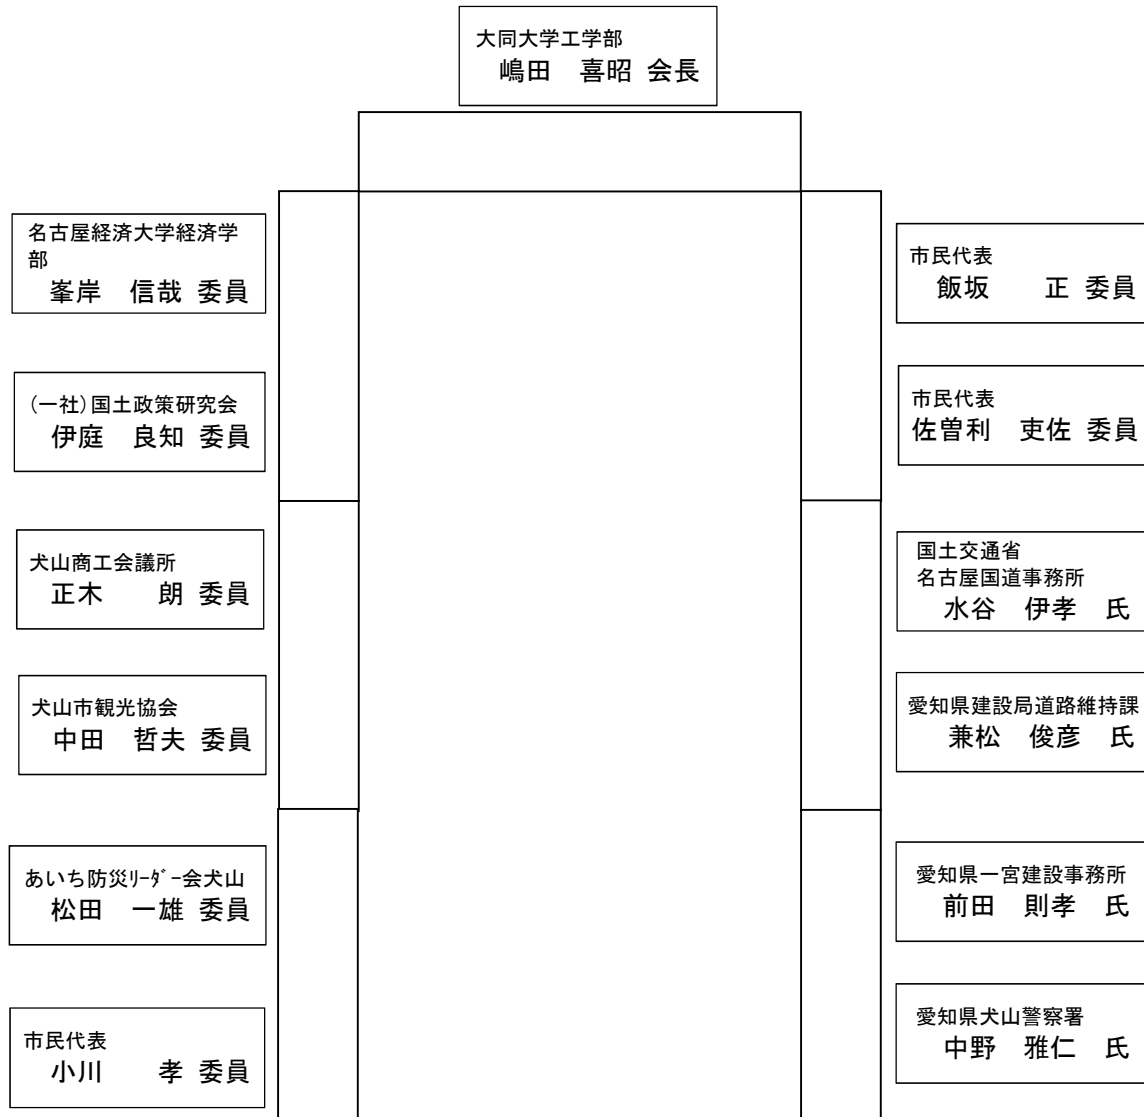 大同大学工学部
嶋田　喜昭 会長
名古屋経済大学経済学
部
峯岸　信哉 委員
(一社)国土政策研究会
伊庭　良知 委員
犬山商工会議所
正木　　朗 委員
犬山市観光協会
中田　哲夫 委員
あいち防災ﾘｰﾀﾞｰ会犬山
松田　一雄 委員
市民代表
小川　　孝 委員
市民代表
飯坂　　正 委員
市民代表
佐曽利　吏佐 委員
国土交通省
名古屋国道事務所
水谷　伊孝　氏
愛知県建設局道路維持課
兼松　俊彦　氏
愛知県一宮建設事務所
前田　則孝　氏
愛知県犬山警察署
中野　雅仁　氏